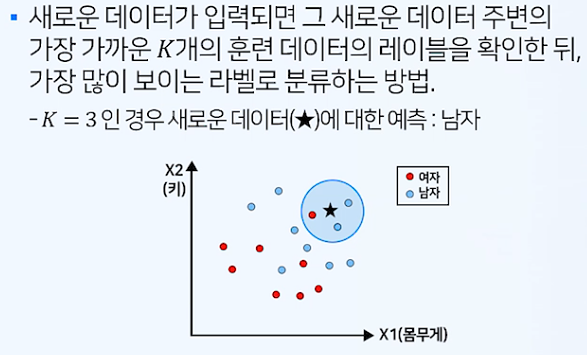 ▪ 새로운 데이터가 입력되면 그 새로운 데이터 주변의
가장 가까운 K개의 훈련 데이터의 레이블을 확인한 뒤,
가장 많이 보이는 라벨로 분류하는 방법.
- K = 3인 경우 새로운 데이터(★)에 대한 예측 : 남자
X2
(키)
여자
남자
X1(몸무게)